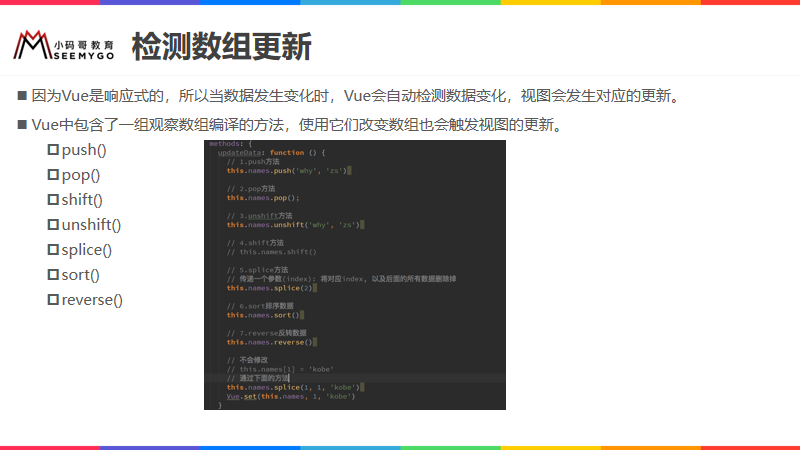 小码哥教育
SEEMYGO
检测数组更新
因为Vue是响应式的，所以当数据发生变化时，Vue会自动检测数据变化，视图会发生对应的更新。
Vue中包含了一组观察数组编译的方法，使用它们改变数组也会触发视图的更新。
push()
pop()
shift()
unshift()
splice()
sort()
reverse()
methods: {
updateData: function () {
// 1.push方法
this.names.push('why', 'zs')
// 2.pop方法
this.names.pop();
// 3.unshift方法
this.names.unshift('why', 'zs')
// 4.shift方法
// this.names.shift()
// 5.splice方法
// 传递一个参数(index): 将对应index, 以及后面的所有数据删除掉
this.names.splice(2)
// 6.sort排序数据
this.names.sort()
// 7.reverse反转数据
this.names.reverse()
// 不会修改
// this.names[1] = 'kobe'
// 通过下面的方法
this.names.splice(1, 1, 'kobe')
Vue.set(this.names, 1, 'kobe')
}